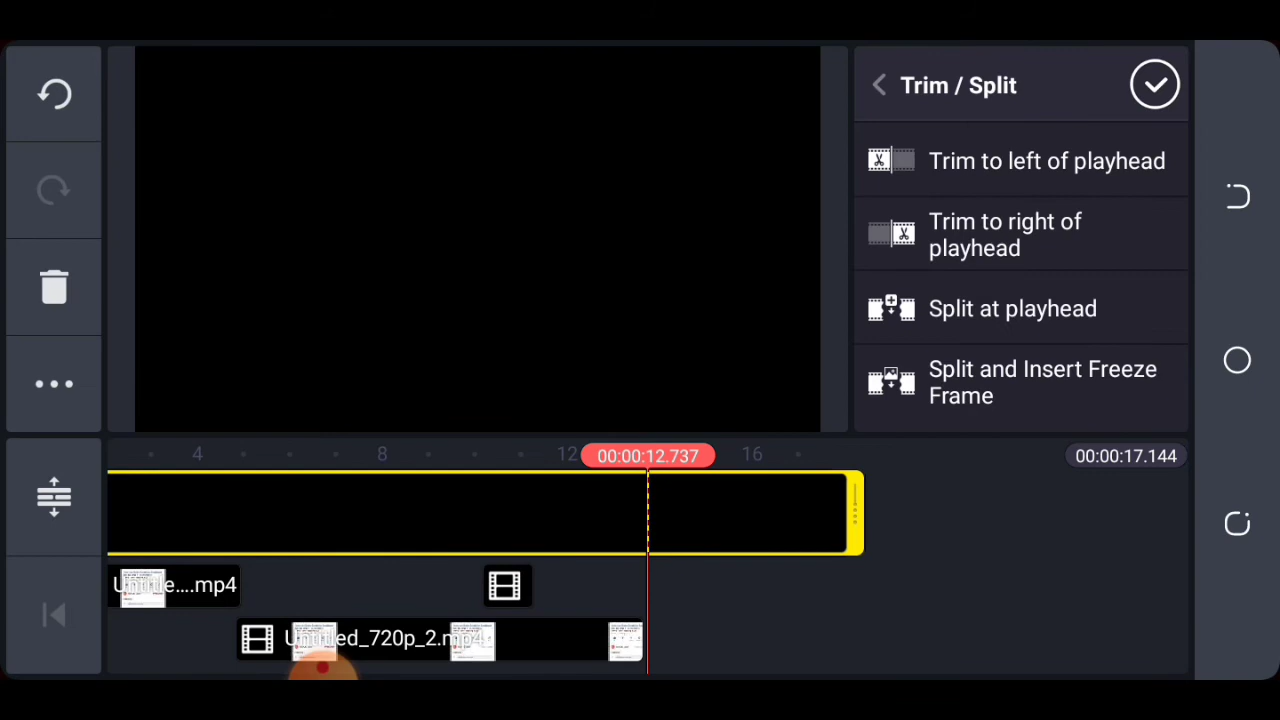 Trim / Split
Trim to left of playhead
Trim to right of
playhead
Split at playhead
Split and Insert Freeze
Frame
4
8
12
00:00:12.737
16
00:00:17.144
Untitle....mp4
Untitled_720p_2.mp4